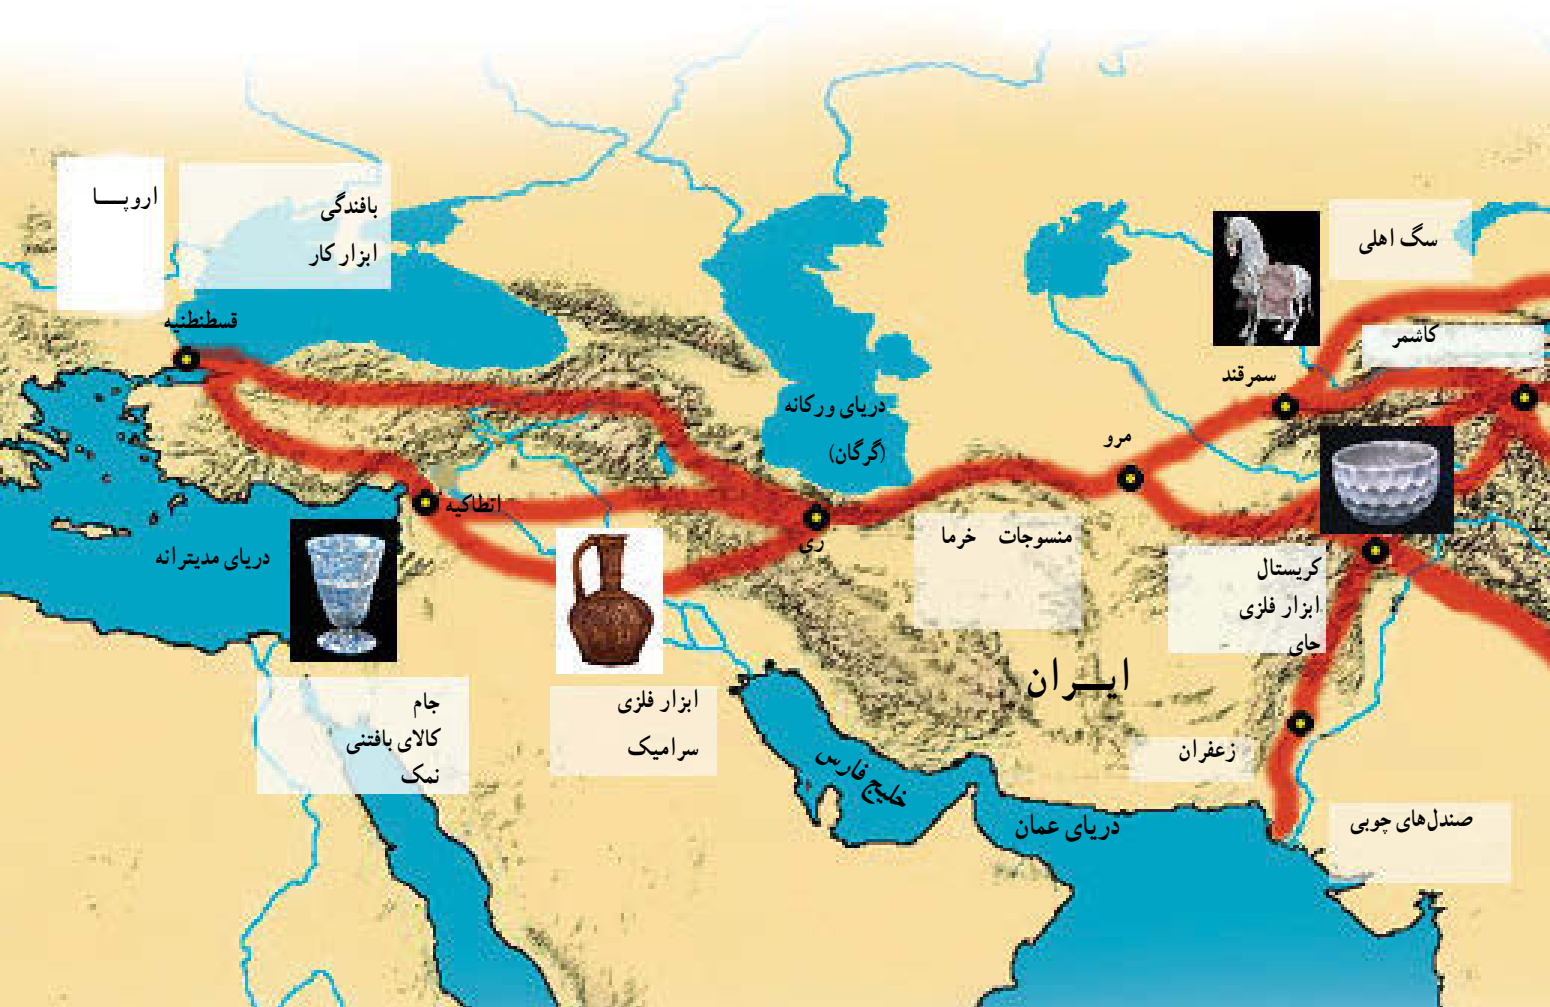 اروپـــا
بافندگی
ابزار کار
قسطنطنیه
سگ اهلی
کاشمر
سمرقند
مرو
دریای ورکانه
(گرگان)
انطاکیه
ری
منسوجات خرما
دریای مدیترانه
کریستال
ابزار فلزی
چای
ایـــران
جام
کالای بافتنی
نمک
ابزار فلزی
سرامیک
زعفران
خلیج فارس
دریای عمان
صندل‌های چوبی